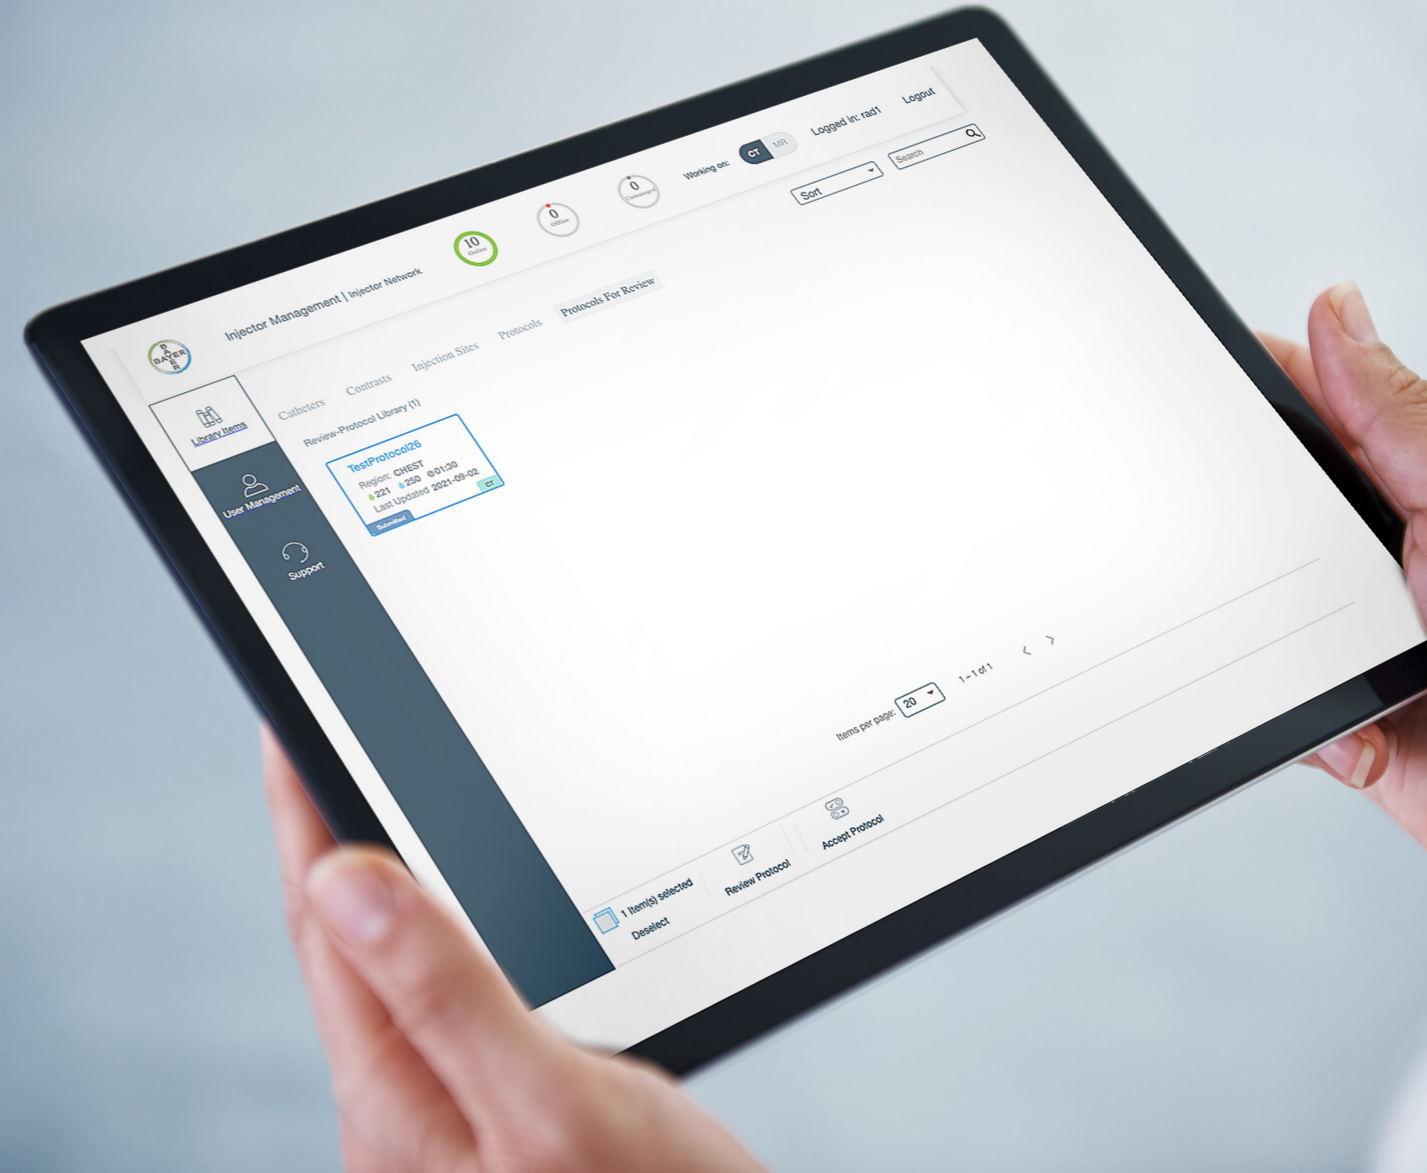 BAYER
BAYER
Injector Management | Injector Network
10
Online
0
Offline
0
Unmanaged
Working on:
CT
MR
Logged in: rad1
Logout
Sort
Search
Library Items
User Management
Support
Catheters
Contrasts
Injection Sites
Protocols
Protocols For Review
Review-Protocol Library (1)
TestProtocol26
Region: CHEST
221 250 01:30
Last Updated 2021-09-02
Submitted
CT
Items per page: 20
1 – 1 of 1
1 Item(s) selected
Deselect
Review Protocol
Accept Protocol